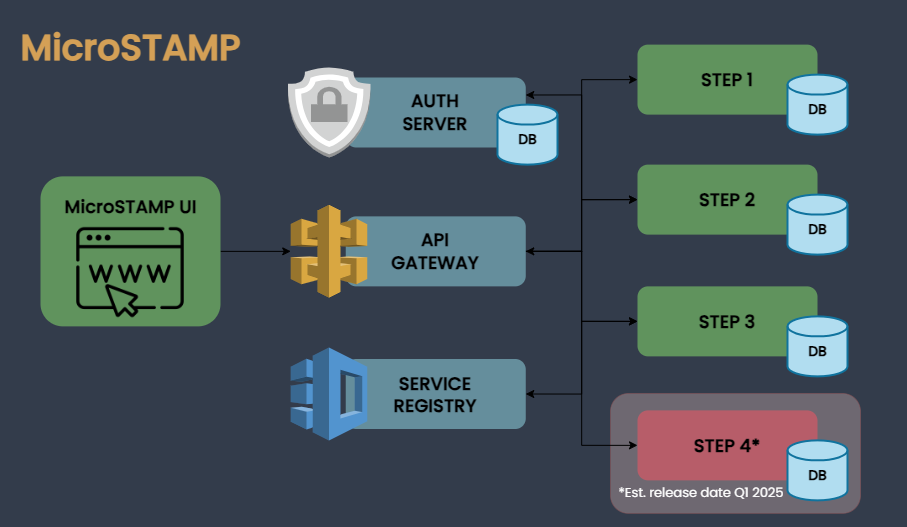 MicroSTAMP
MicroSTAMP UI
WWW
AUTH
SERVER
DB
API
GATEWAY
SERVICE
REGISTRY
STEP 1
DB
STEP 2
DB
STEP 3
DB
STEP 4*
DB
*Est. release date Q1 2025